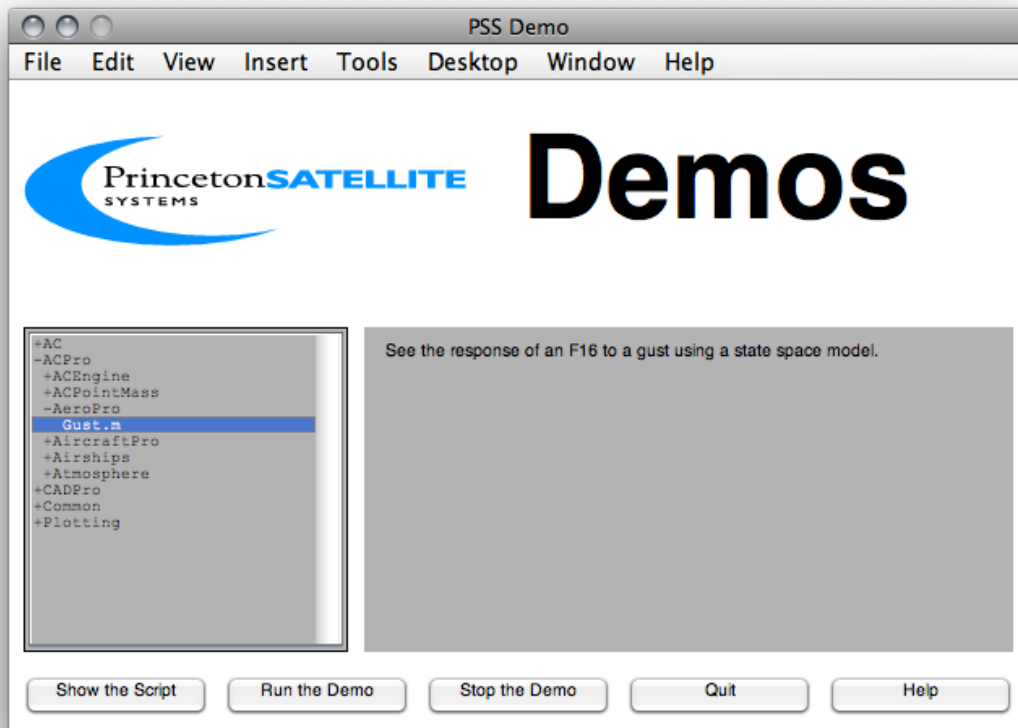 PSS Demo
File Edit View Insert Tools Desktop Window Help
PrincetonSATELLITE
SYSTEMS
Demos
+AC
-ACPro
+ACEngine
+ACPointMass
-AeroPro
Gust.m
+AircraftPro
+Airships
+Atmosphere
+CADPro
+Common
+Plotting
See the response of an F16 to a gust using a state space model.
Show the Script Run the Demo Stop the Demo Quit Help